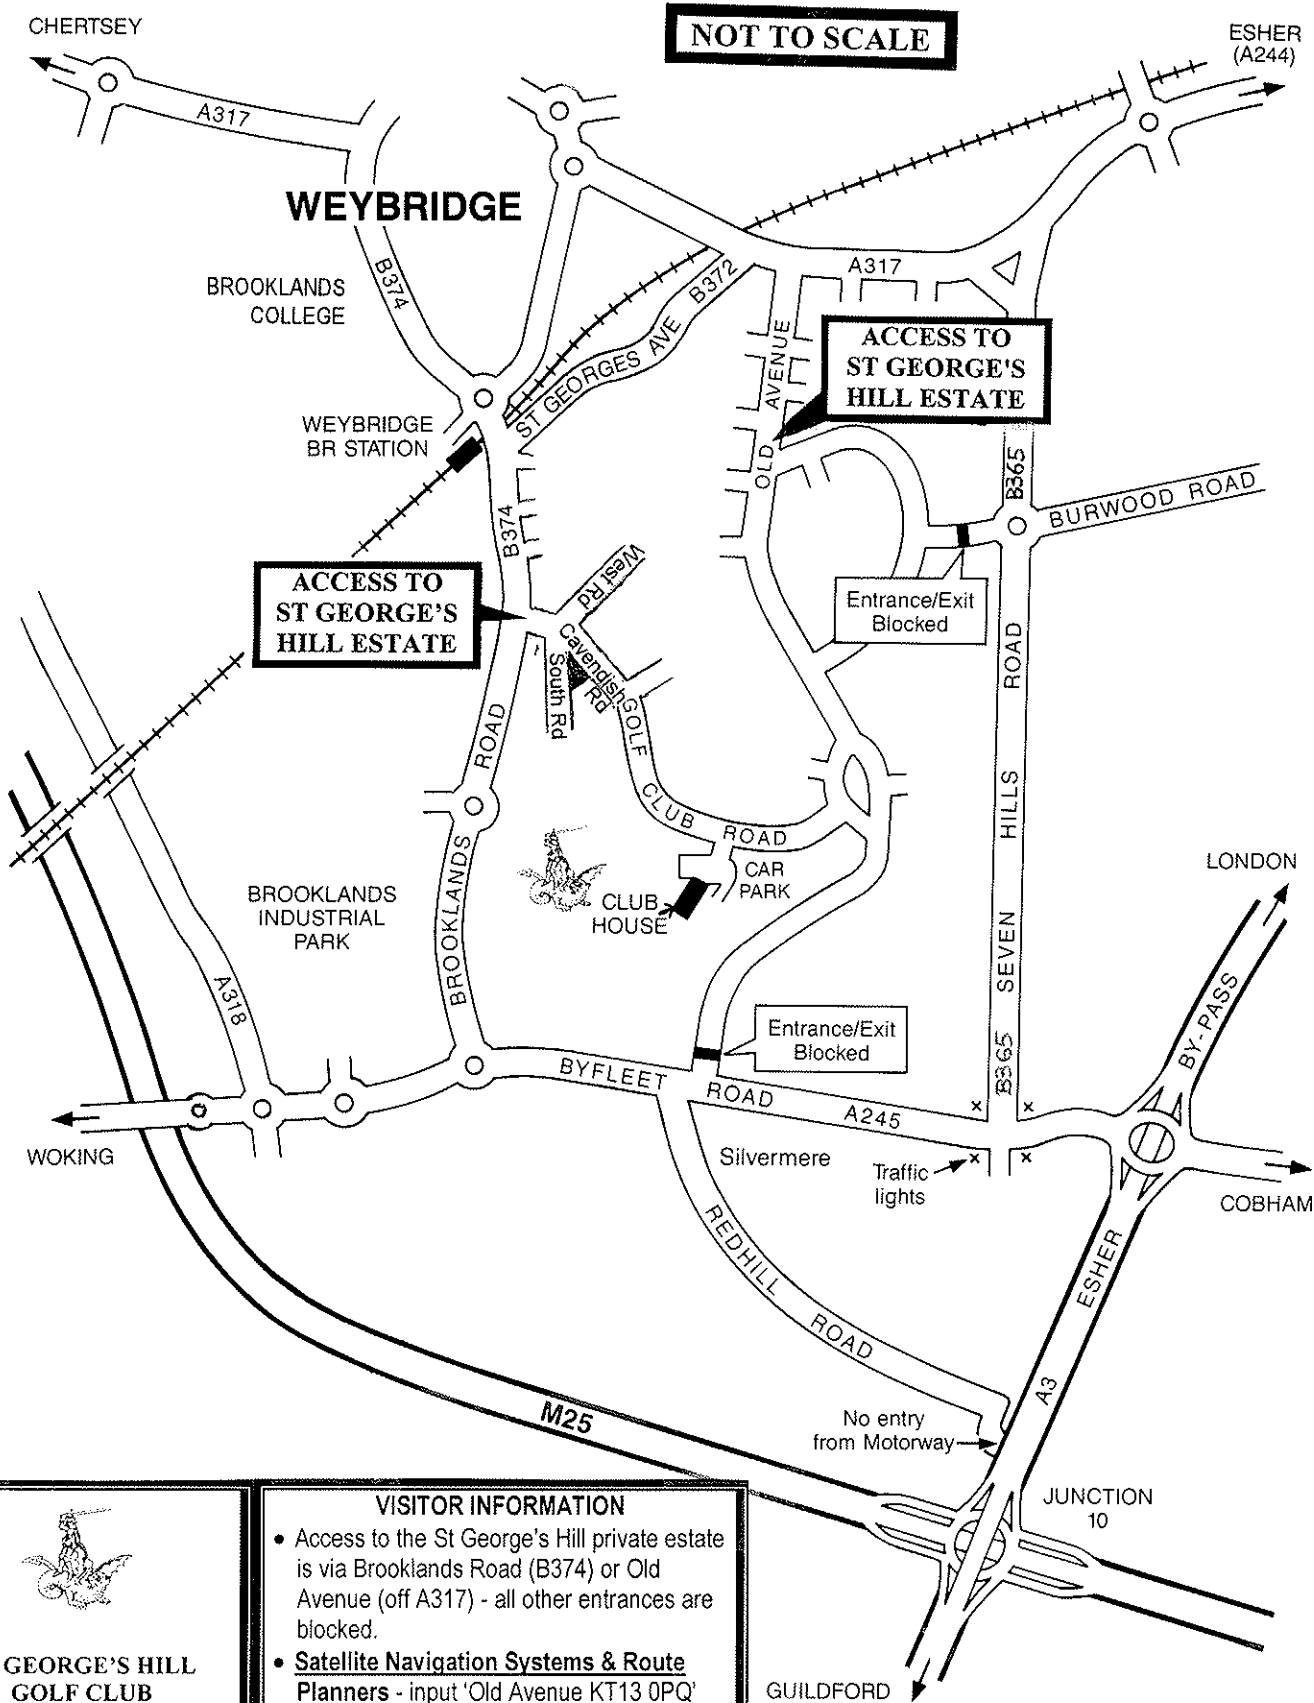 CHERTSEY
NOT TO SCALE
ESHER
(A244)
A317
WEYBRIDGE
B374
BROOKLANDS
COLLEGE
A317
ST GEORGES AVE B372
OLD AVENUE
ACCESS TO
ST GEORGE'S
HILL ESTATE
WEYBRIDGE
BR STATION
B365
BURWOOD ROAD
B374
ACCESS TO
ST GEORGE'S
HILL ESTATE
West Rd
Cavendish
Rd
South Rd
Entrance/Exit
Blocked
GOLF CLUB ROAD
BROOKLANDS ROAD
B365 SEVEN HILLS ROAD
CAR
PARK
CLUB
HOUSE
LONDON
BROOKLANDS
INDUSTRIAL
PARK
A318
Entrance/Exit
Blocked
BYFLEET ROAD A245
WOKING
Silvermere
Traffic
lights
COBHAM
A3 ESHER BY-PASS
REDHILL ROAD
M25
No entry
from Motorway
JUNCTION
10
GUILDFORD
GEORGE'S HILL
GOLF CLUB
VISITOR INFORMATION
• Access to the St George's Hill private estate
is via Brooklands Road (B374) or Old
Avenue (off A317) - all other entrances are
blocked.
• Satellite Navigation Systems & Route
Planners - input 'Old Avenue KT13 0PQ'